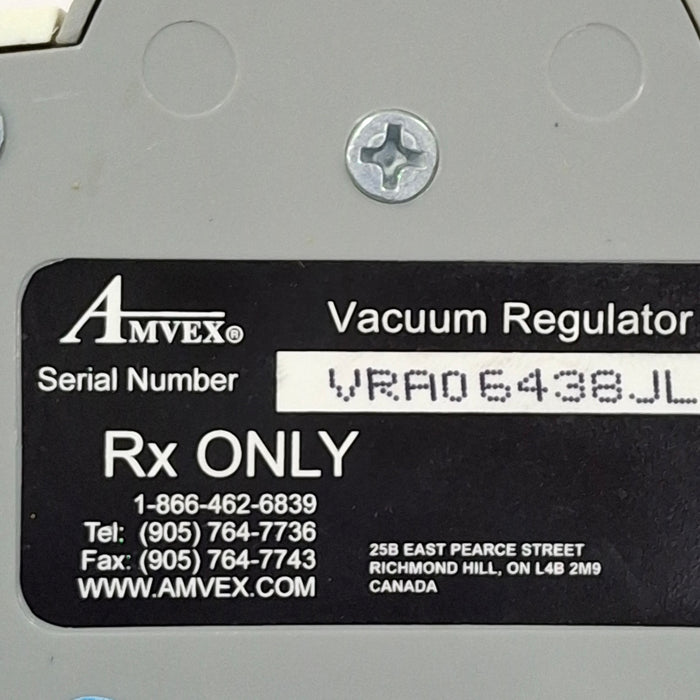 AMVEX®
Vacuum Regulator
Serial Number VRA06438JL
Rx ONLY
1-866-462-6839
Tel: (905) 764-7736
Fax: (905) 764-7743
WWW.AMVEX.COM
25B EAST PEARCE STREET
RICHMOND HILL, ON L4B 2M9
CANADA